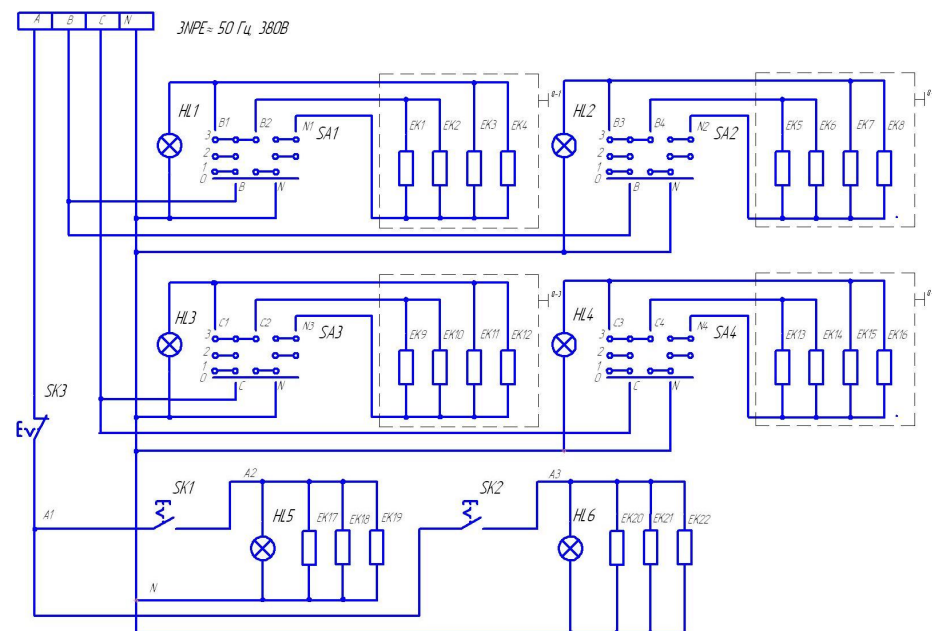 A B C N
3NPE≈ 50 Гц, 380В
HL1 B1 B2 N1 SA1 EK1 EK2 EK3 EK4
3
2
1
0
B N
HL2 B3 B4 N2 SA2 EK5 EK6 EK7 EK8
3
2
1
0
B N
HL3 C1 C2 N3 SA3 EK9 EK10 EK11 EK12
3
2
1
0
C N
HL4 C3 C4 N4 SA4 EK13 EK14 EK15 EK16
3
2
1
0
C N
SK3
A1 SK1 A2 HL5 EK17 EK18 EK19
SK2 A3 HL6 EK20 EK21 EK22
N